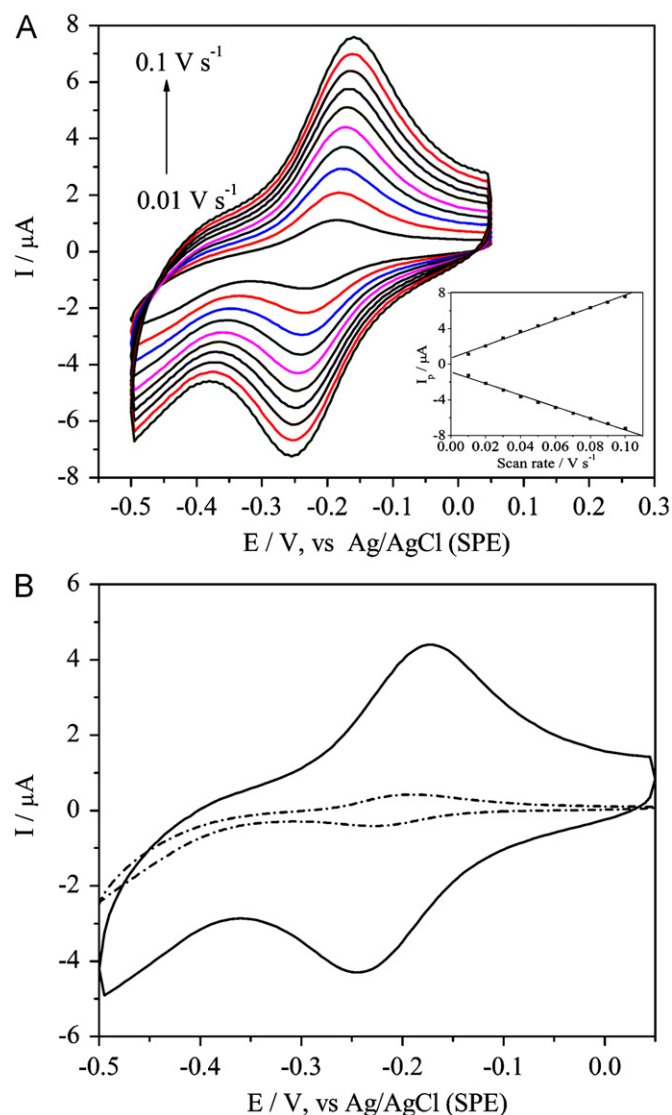 A
8
6
4
2
0
-2
-4
-6
-8
I / μA
0.1 V s-1
0.01 V s-1
8
4
0
-4
-8
Ip / μA
0.00 0.02 0.04 0.06 0.08 0.10
Scan rate / V s-1
-0.5 -0.4 -0.3 -0.2 -0.1 0.0 0.1 0.2 0.3
E / V, vs Ag/AgCl (SPE)
B
6
4
2
0
-2
-4
-6
I / μA
-0.5 -0.4 -0.3 -0.2 -0.1 0.0
E / V, vs Ag/AgCl (SPE)